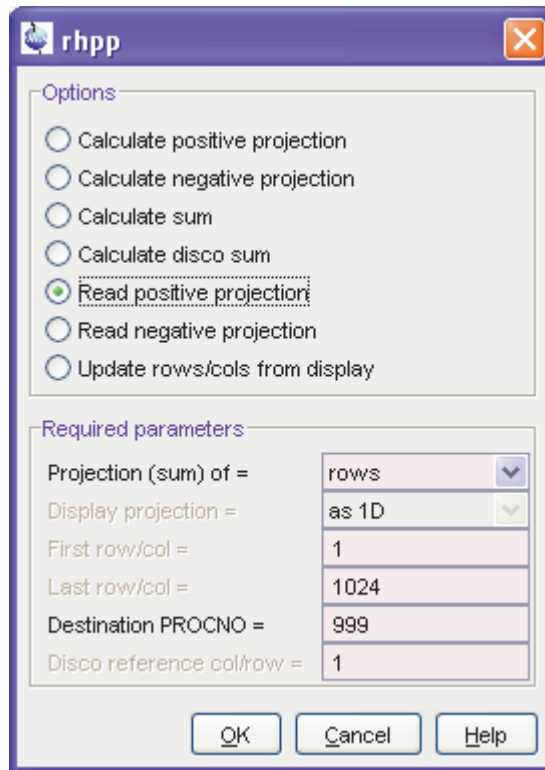 rhpp
Options
Calculate positive projection
Calculate negative projection
Calculate sum
Calculate disco sum
Read positive projection
Read negative projection
Update rows/cols from display
Required parameters
Projection (sum) of = rows
Display projection = as 1D
First row/col = 1
Last row/col = 1024
Destination PROCNO = 999
Disco reference col/row = 1
OK Cancel Help